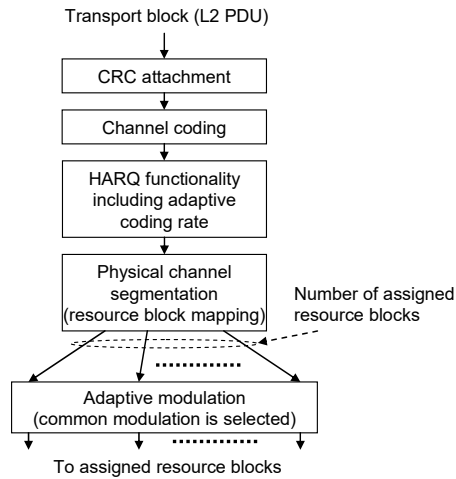 Transport block (L2 PDU)
CRC attachment
Channel coding
HARQ functionality
including adaptive
coding rate
Physical channel
segmentation
(resource block mapping)
Number of assigned
resource blocks
Adaptive modulation
(common modulation is selected)
To assigned resource blocks